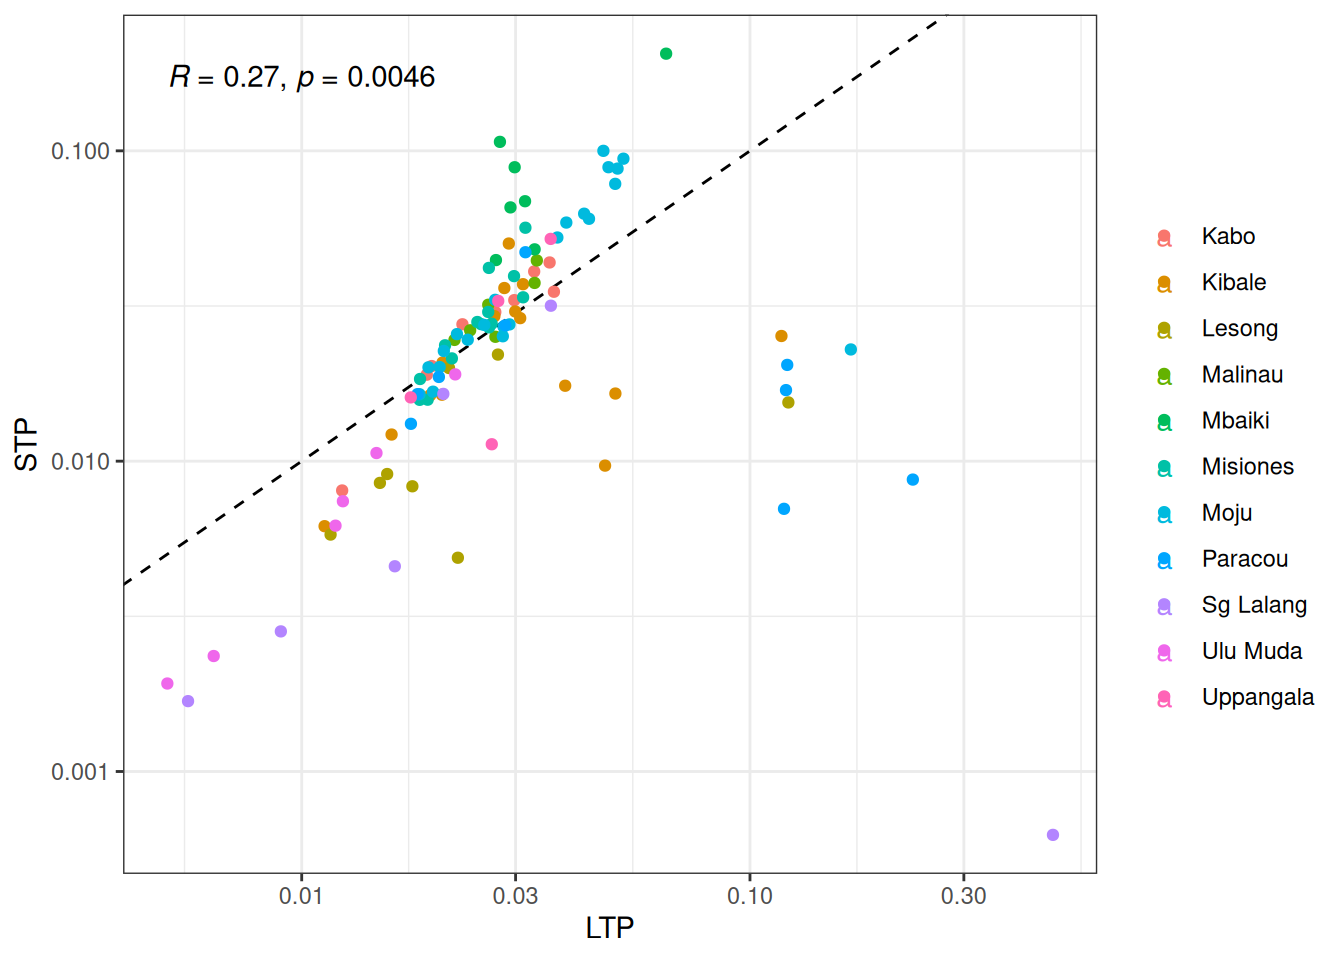 R = 0.27, p = 0.0046
0.100
0.010
0.001
STP
0.01 0.03 0.10 0.30
LTP
a Kabo
a Kibale
a Lesong
a Malinau
a Mbaiki
a Misiones
a Moju
a Paracou
a Sg Lalang
a Ulu Muda
a Uppangala